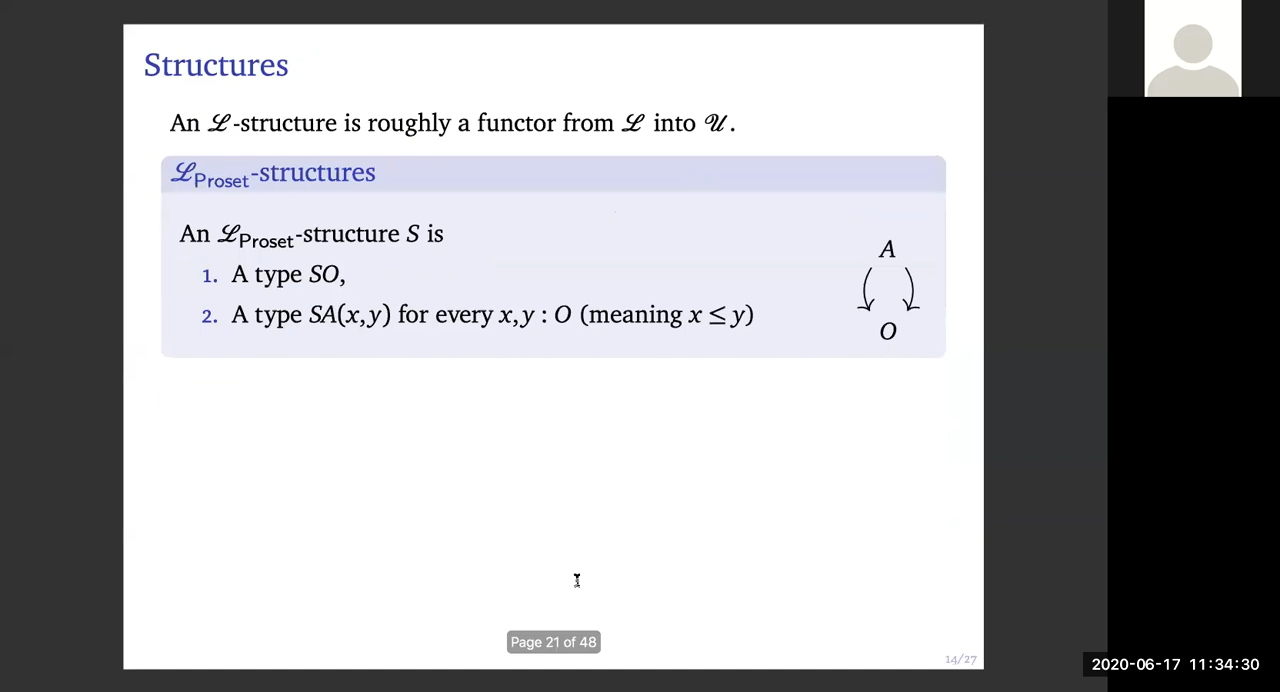 Structures
An ℒ-structure is roughly a functor from ℒ into 𝒰.
ℒProset-structures
An ℒProset-structure S is
1. A type SO,
2. A type SA(x,y) for every x,y : O (meaning x ≤ y)
A
O
Page 21 of 48
14/27
2020-06-17 11:34:30